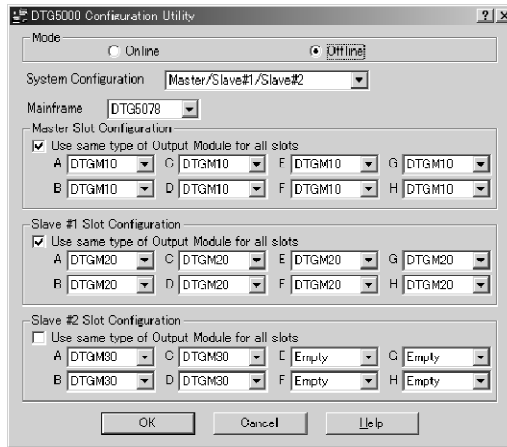 DTG5000 Configuration Utility
Mode
Online Offline
System Configuration Master/Slave#1/Slave#2
Mainframe DTG5078
Master Slot Configuration
Use same type of Output Module for all slots
A DTGM10 C DTGM10 E DTGM10 G DTGM10
B DTGM10 D DTGM10 F DTGM10 H DTGM10
Slave #1 Slot Configuration
Use same type of Output Module for all slots
A DTGM20 C DTGM20 E DTGM20 G DTGM20
B DTGM20 D DTGM20 F DTGM20 H DTGM20
Slave #2 Slot Configuration
Use same type of Output Module for all slots
A DTGM30 C DTGM30 E Empty G Empty
B DTGM30 D DTGM30 F Empty H Empty
OK Cancel Help